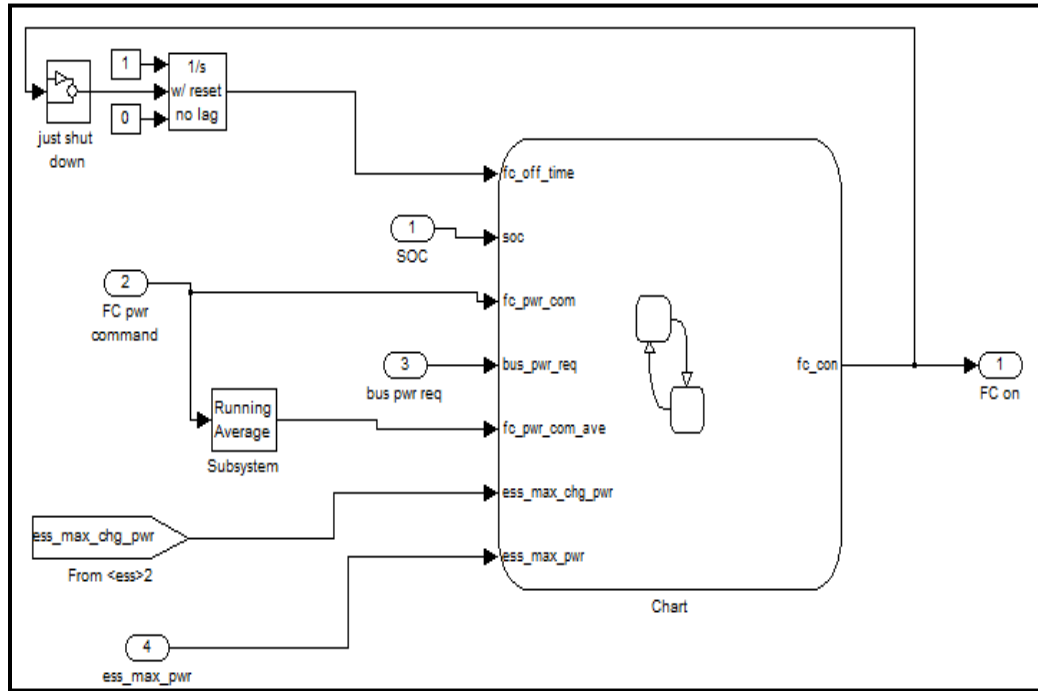 1
1/s
w/ reset
no lag
0
just shut
down
fc_off_time
1
SOC
soc
2
FC pwr
command
fc_pwr_com
3
bus pwr req
bus_pwr_req
fc_con
1
FC on
Running
Average
Subsystem
fc_pwr_com_ave
ess_max_chg_pwr
ess_max_chg_pwr
From <ess>2
ess_max_pwr
Chart
4
ess_max_pwr